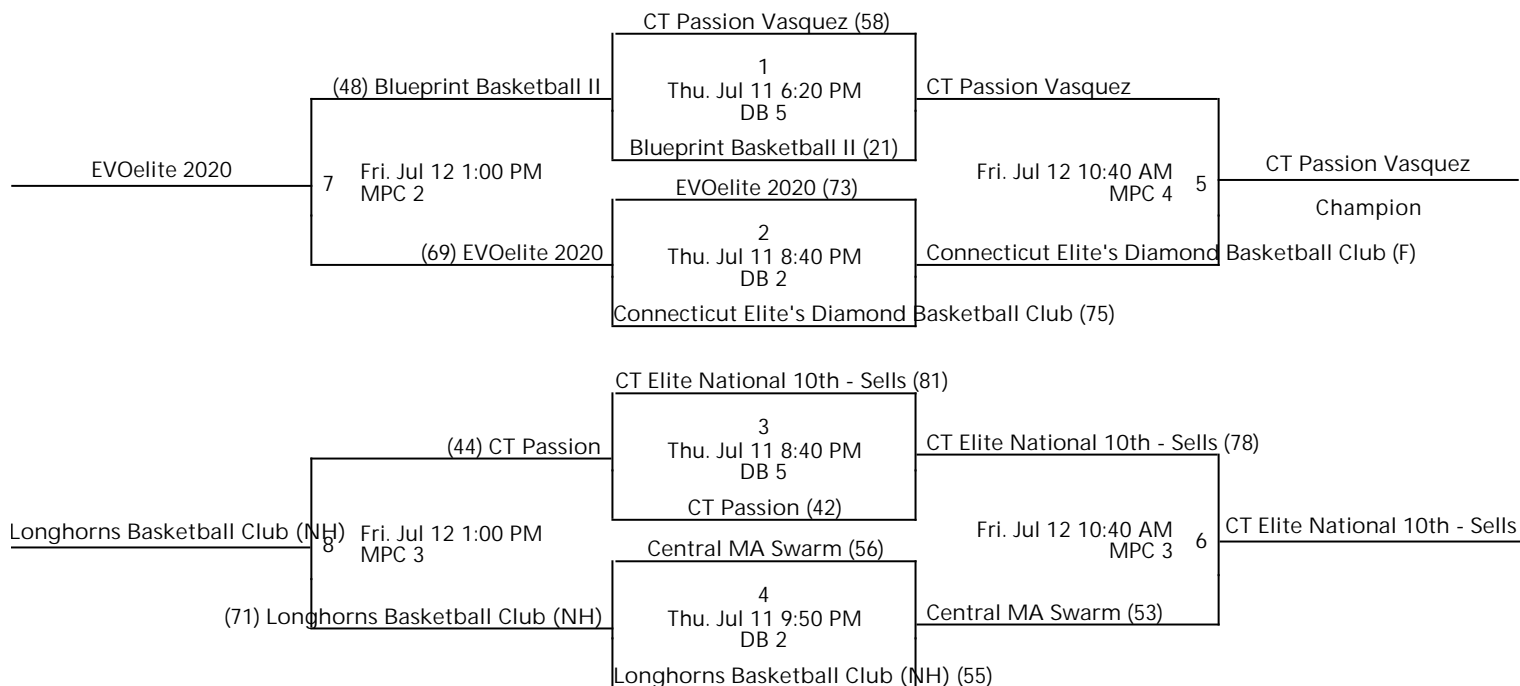 CT Passion Vasquez (58)
(48) Blueprint Basketball II
1
Thu. Jul 11 6:20 PM
DB 5
CT Passion Vasquez
Blueprint Basketball II (21)
EVOelite 2020
7
Fri. Jul 12 1:00 PM
MPC 2
Fri. Jul 12 10:40 AM
MPC 4
5
CT Passion Vasquez
Champion
EVOelite 2020 (73)
(69) EVOelite 2020
2
Thu. Jul 11 8:40 PM
DB 2
Connecticut Elite's Diamond Basketball Club (F)
Connecticut Elite's Diamond Basketball Club (75)
CT Elite National 10th - Sells (81)
(44) CT Passion
3
Thu. Jul 11 8:40 PM
DB 5
CT Elite National 10th - Sells (78)
CT Passion (42)
Longhorns Basketball Club (NH)
8
Fri. Jul 12 1:00 PM
MPC 3
Fri. Jul 12 10:40 AM
MPC 3
6
CT Elite National 10th - Sells
Central MA Swarm (56)
(71) Longhorns Basketball Club (NH)
4
Thu. Jul 11 9:50 PM
DB 2
Central MA Swarm (53)
Longhorns Basketball Club (NH) (55)